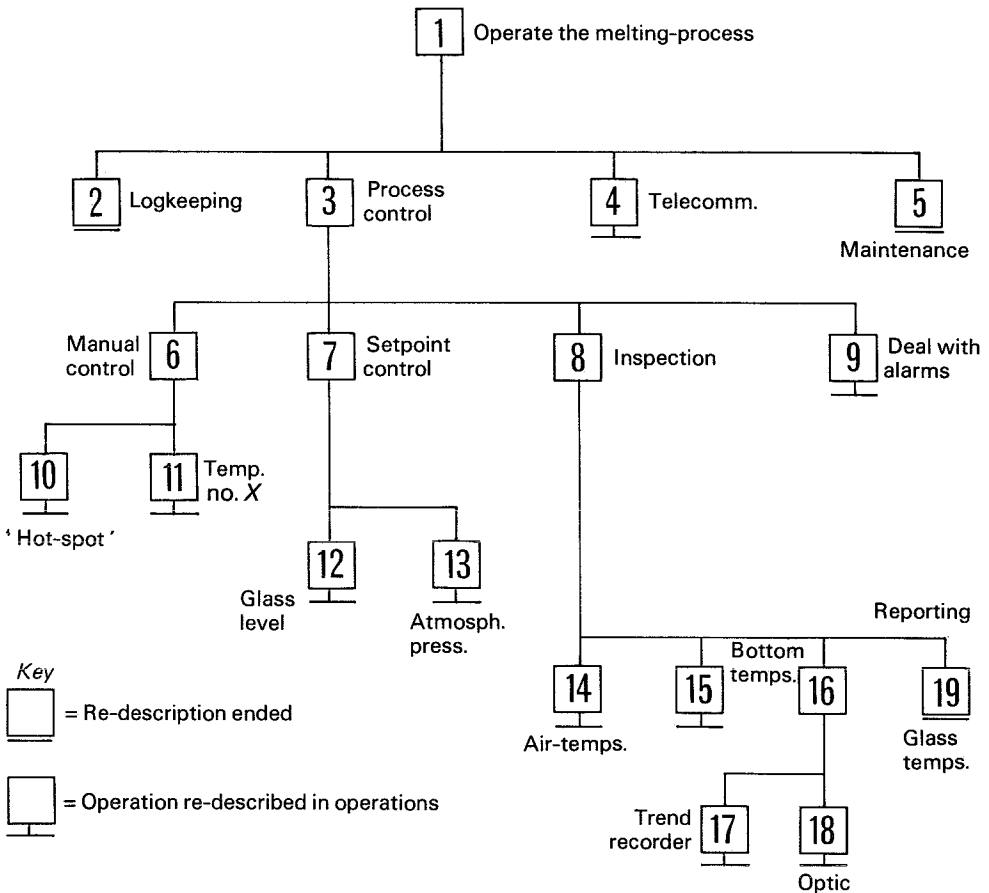 1 Operate the melting-process
2 Logkeeping
3 Process
control
4 Telecomm.
5
Maintenance
Manual
control 6
7 Setpoint
control
8 Inspection
9 Deal with
alarms
10
‘Hot-spot’
11 Temp.
no. X
12
Glass
level
13
Atmosph.
press.
Reporting
14
Air-temps.
15 Bottom
temps. 16
19
Glass
temps.
Trend
recorder 17
18
Optic
Key
= Re-description ended
= Operation re-described in operations